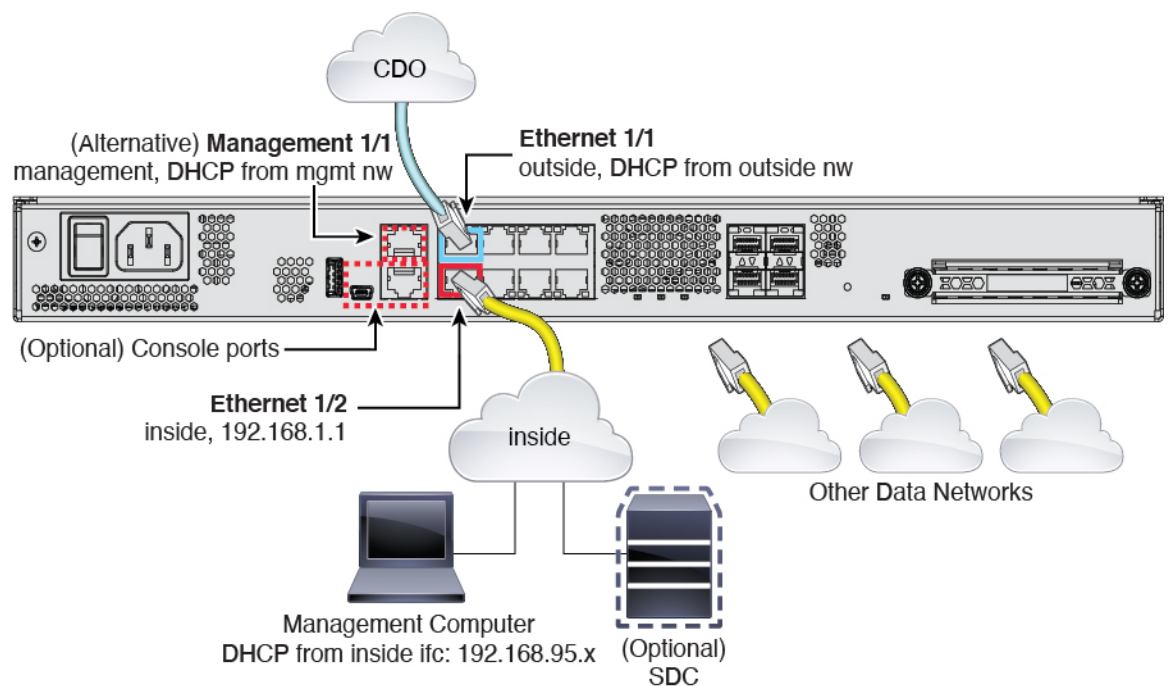 CDO
(Alternative) Management 1/1
management, DHCP from mgmt nw
Ethernet 1/1
outside, DHCP from outside nw
(Optional) Console ports
Ethernet 1/2
inside, 192.168.1.1
inside
Other Data Networks
Management Computer
DHCP from inside ifc: 192.168.95.x
(Optional)
SDC